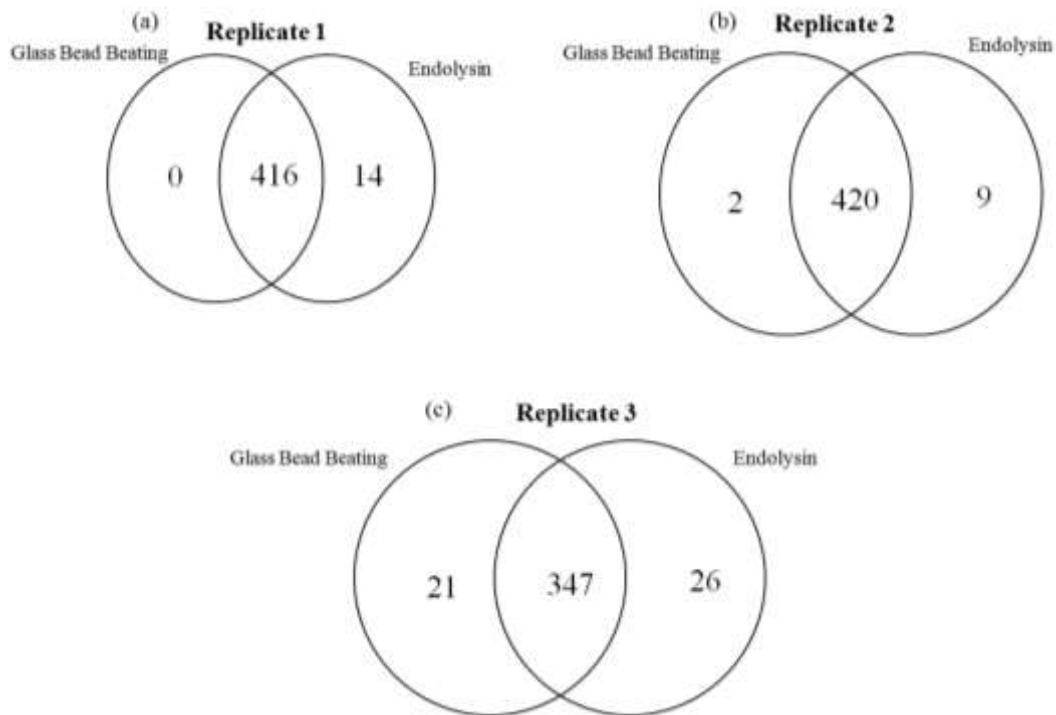 (a)
Replicate 1
Glass Bead Beating
Endolysin
0
416
14
(b)
Replicate 2
Glass Bead Beating
Endolysin
2
420
9
(c)
Replicate 3
Glass Bead Beating
Endolysin
21
347
26